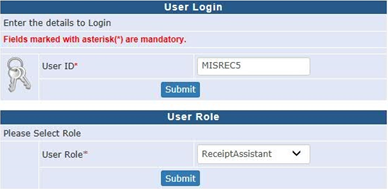 User Login
Enter the details to Login
Fields marked with asterisk(*) are mandatory.
User ID* MISREC5
Submit
User Role
Please Select Role
User Role* ReceiptAssistant
Submit